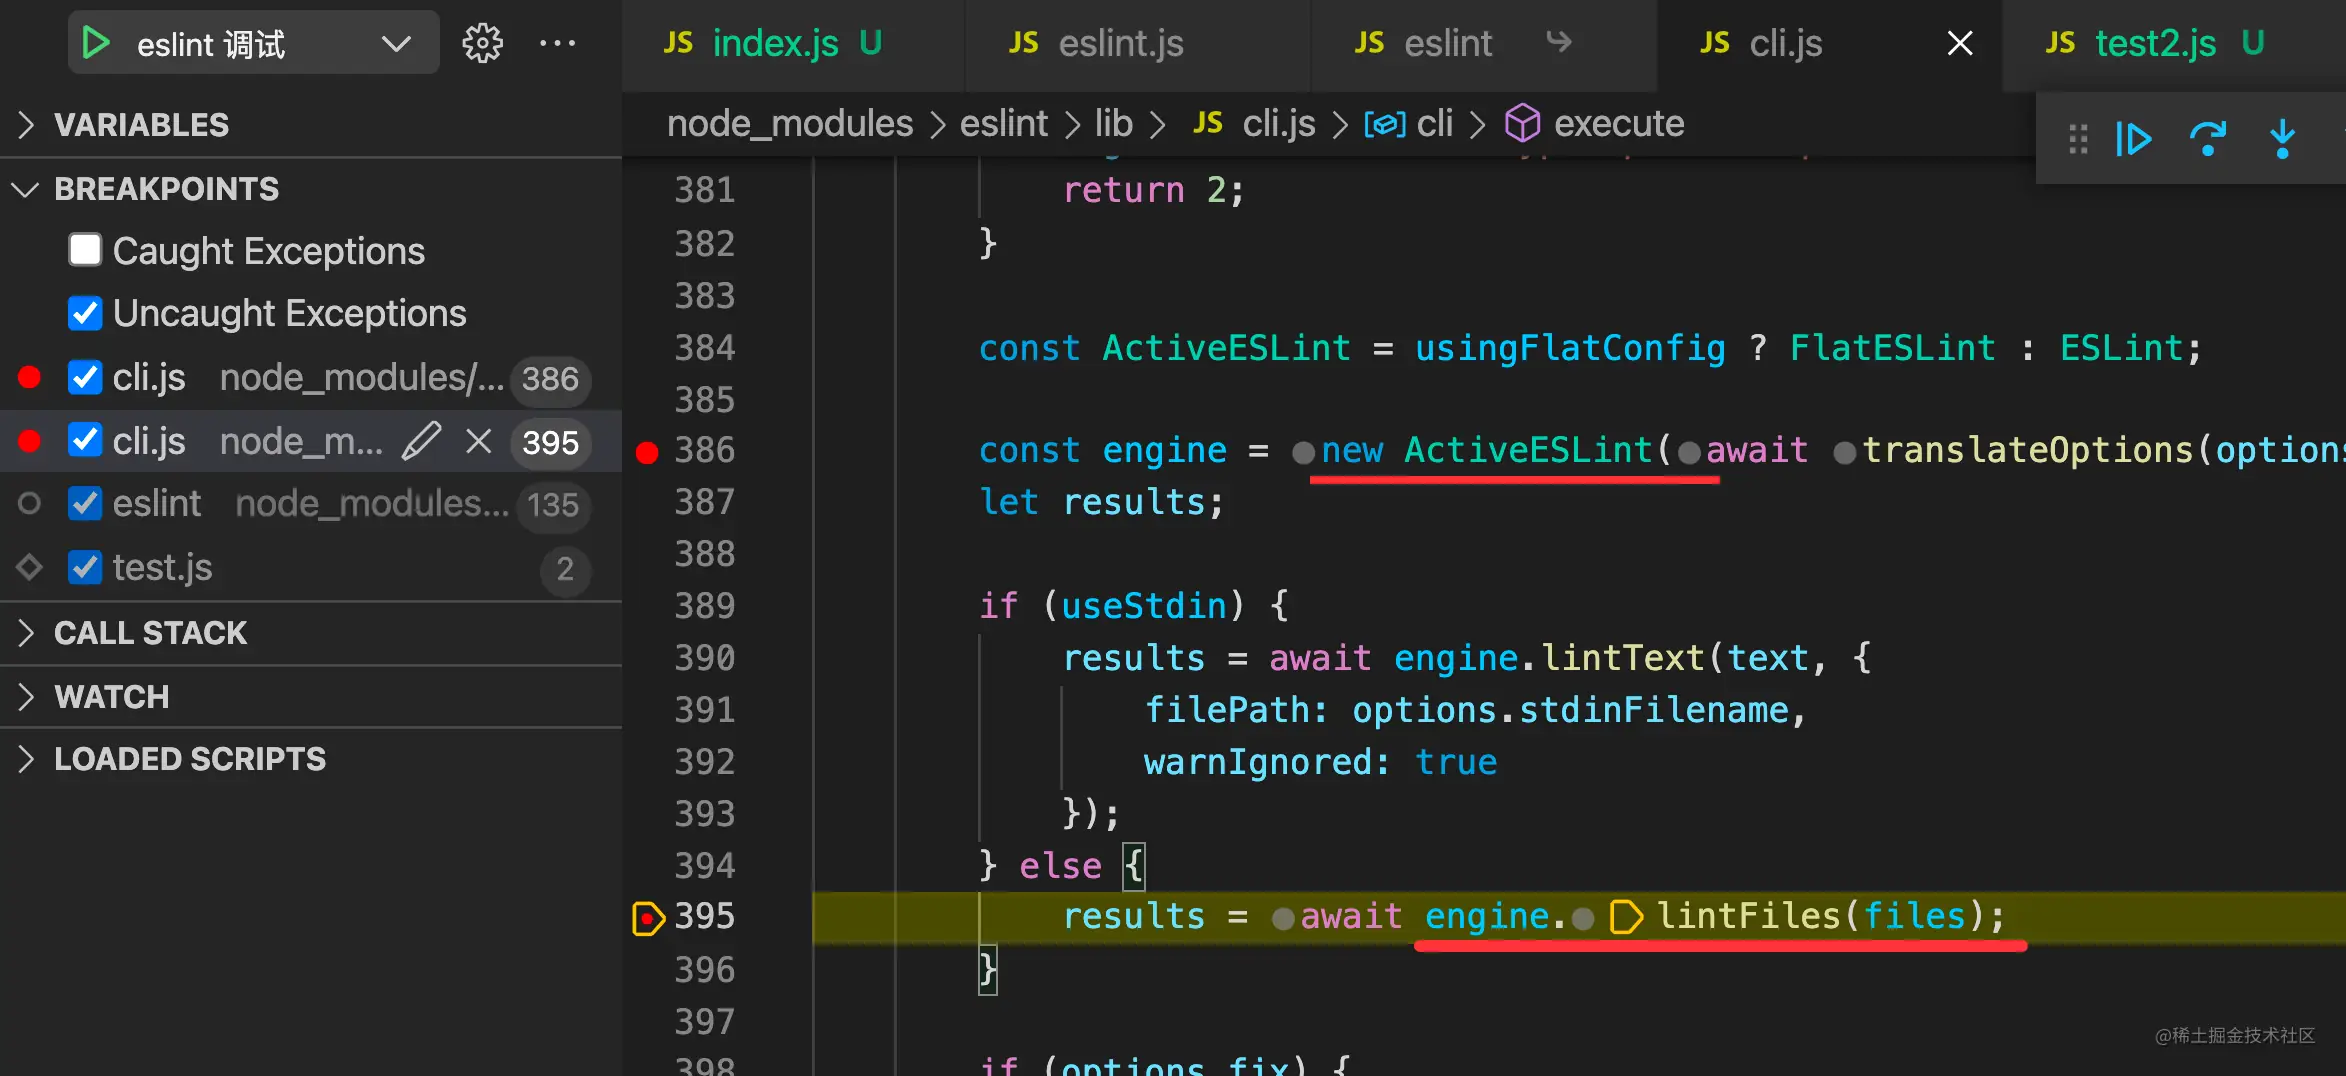 eslint 调试
VARIABLES
BREAKPOINTS
Caught Exceptions
Uncaught Exceptions
cli.js node_modules/... 386
cli.js node_m... 395
eslint node_modules... 135
test.js 2
CALL STACK
WATCH
LOADED SCRIPTS
JS index.js U
JS eslint.js
JS eslint
JS cli.js
JS test2.js U
node_modules > eslint > lib > JS cli.js > cli > execute
381 return 2;
382 }
383
384 const ActiveESLint = usingFlatConfig ? FlatESLint : ESLint;
385
386 const engine = new ActiveESLint(await translateOptions(options
387 let results;
388
389 if (useStdin) {
390 results = await engine.lintText(text, {
391 filePath: options.stdinFilename,
392 warnIgnored: true
393 });
394 } else {
395 results = await engine.lintFiles(files);
396 }
397
398 if (options.fix) {
@稀土掘金技术社区